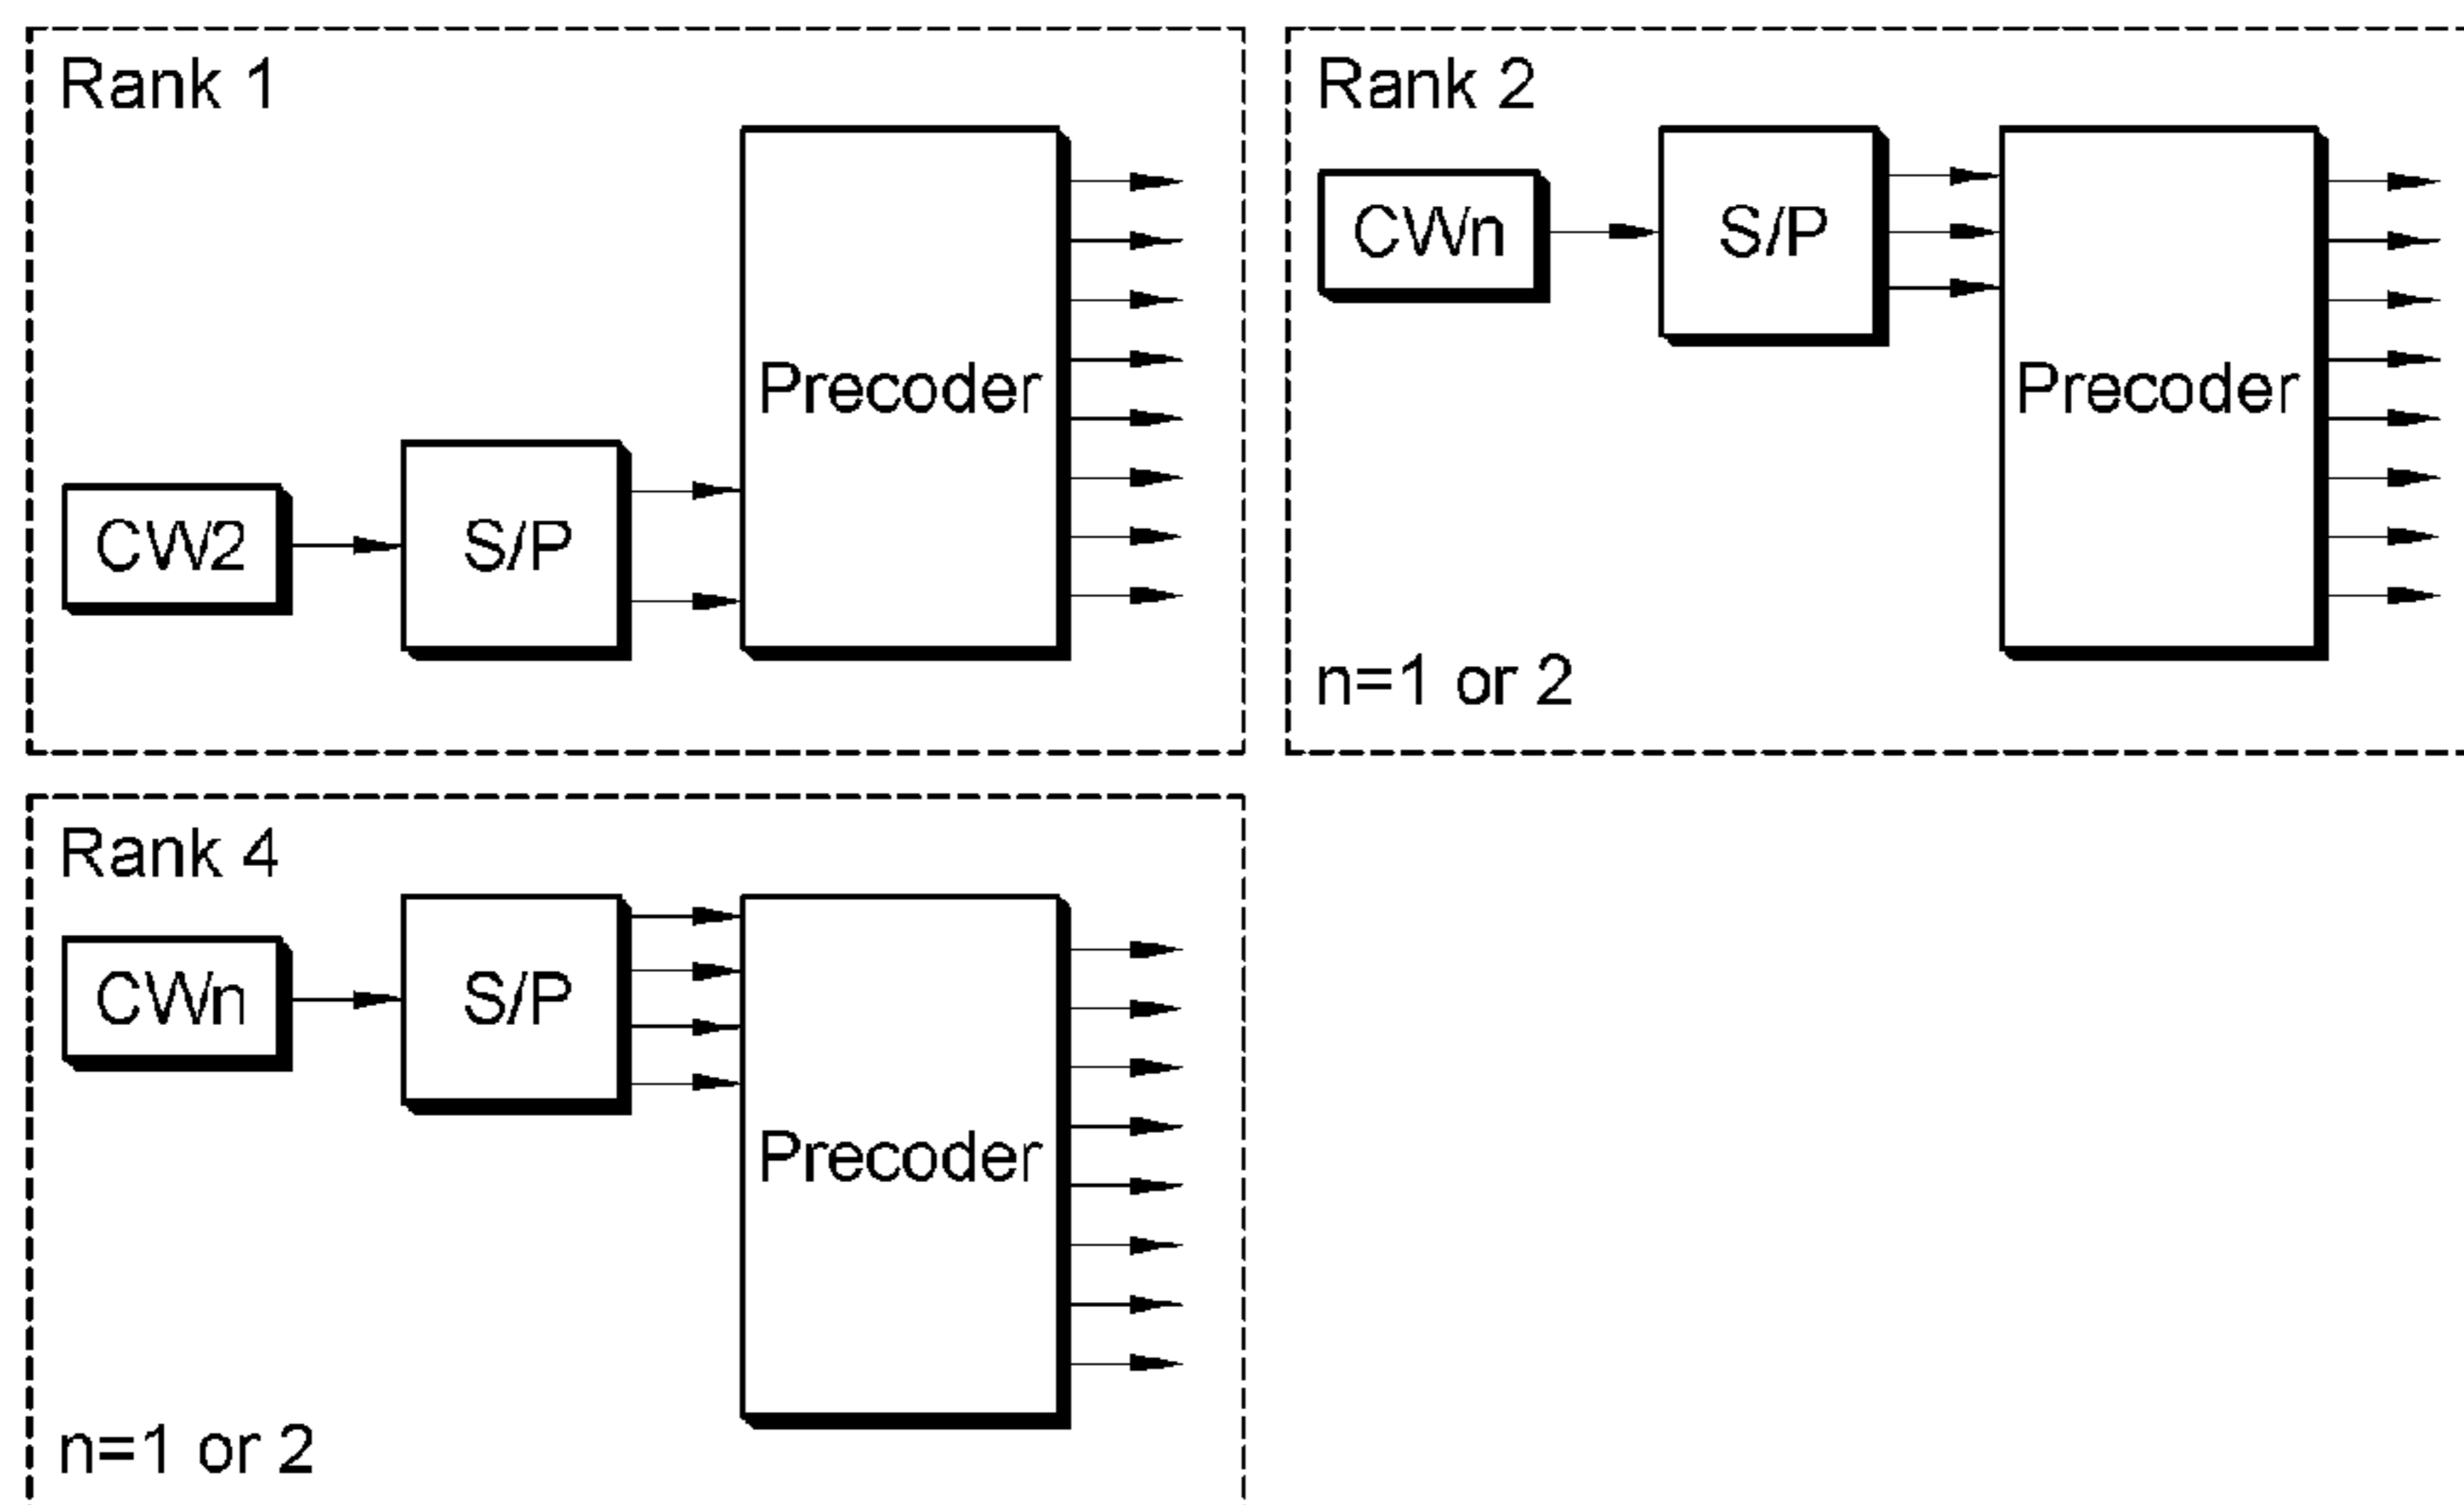 Rank 1
CW2
S/P
Precoder
Rank 2
CWn
S/P
Precoder
n=1 or 2
Rank 4
CWn
S/P
Precoder
n=1 or 2